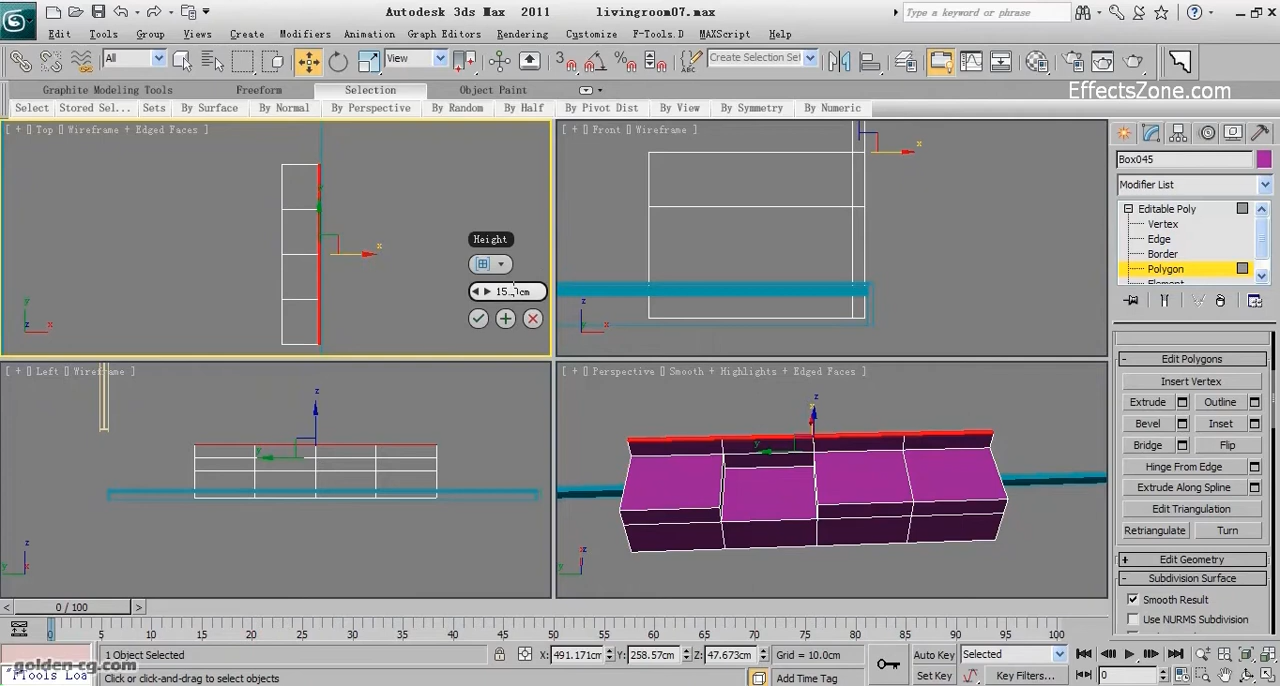 Autodesk 3ds Max 2011 livingroom07.max
Type a keyword or phrase
Edit Tools Group Views Create Modifiers Animation Graph Editors Rendering Customize F-Tools.D MAXScript Help
All View 3 Create Selection Set
Graphite Modeling Tools Freeform Selection Object Paint
EffectsZone.com
Select Stored Sel... Sets By Surface By Normal By Perspective By Random By Half By Pivot Dist By View By Symmetry By Numeric
[ + [] Top [] Wireframe + Edged Faces ]
[ + [] Front [] Wireframe ]
Box045
Modifier List
Editable Poly
Vertex
Edge
Border
Polygon
Element
Height
Edit Polygons
Insert Vertex
Extrude Outline
Bevel Inset
Bridge Flip
Hinge From Edge
Extrude Along Spline
Edit Triangulation
Retriangulate Turn
Edit Geometry
Subdivision Surface
Smooth Result
Use NURMS Subdivision
[ + [] Left [] Wireframe ]
[ + [] Perspective [] Smooth + Highlights + Edged Faces ]
x
y
x
z
x
z
y
z
y
z
y
x
z
y
z
0 / 100
0 5 10 15 20 25 30 35 40 45 50 55 60 65 70 75 80 85 90 95 100
1 Object Selected X: 491.171cm Y: 258.57cm Z: 47.673cm Grid = 10.0cm Auto Key Selected
golden-cg.com
"FTools Loa Click or click-and-drag to select objects Add Time Tag Set Key Key Filters... 0